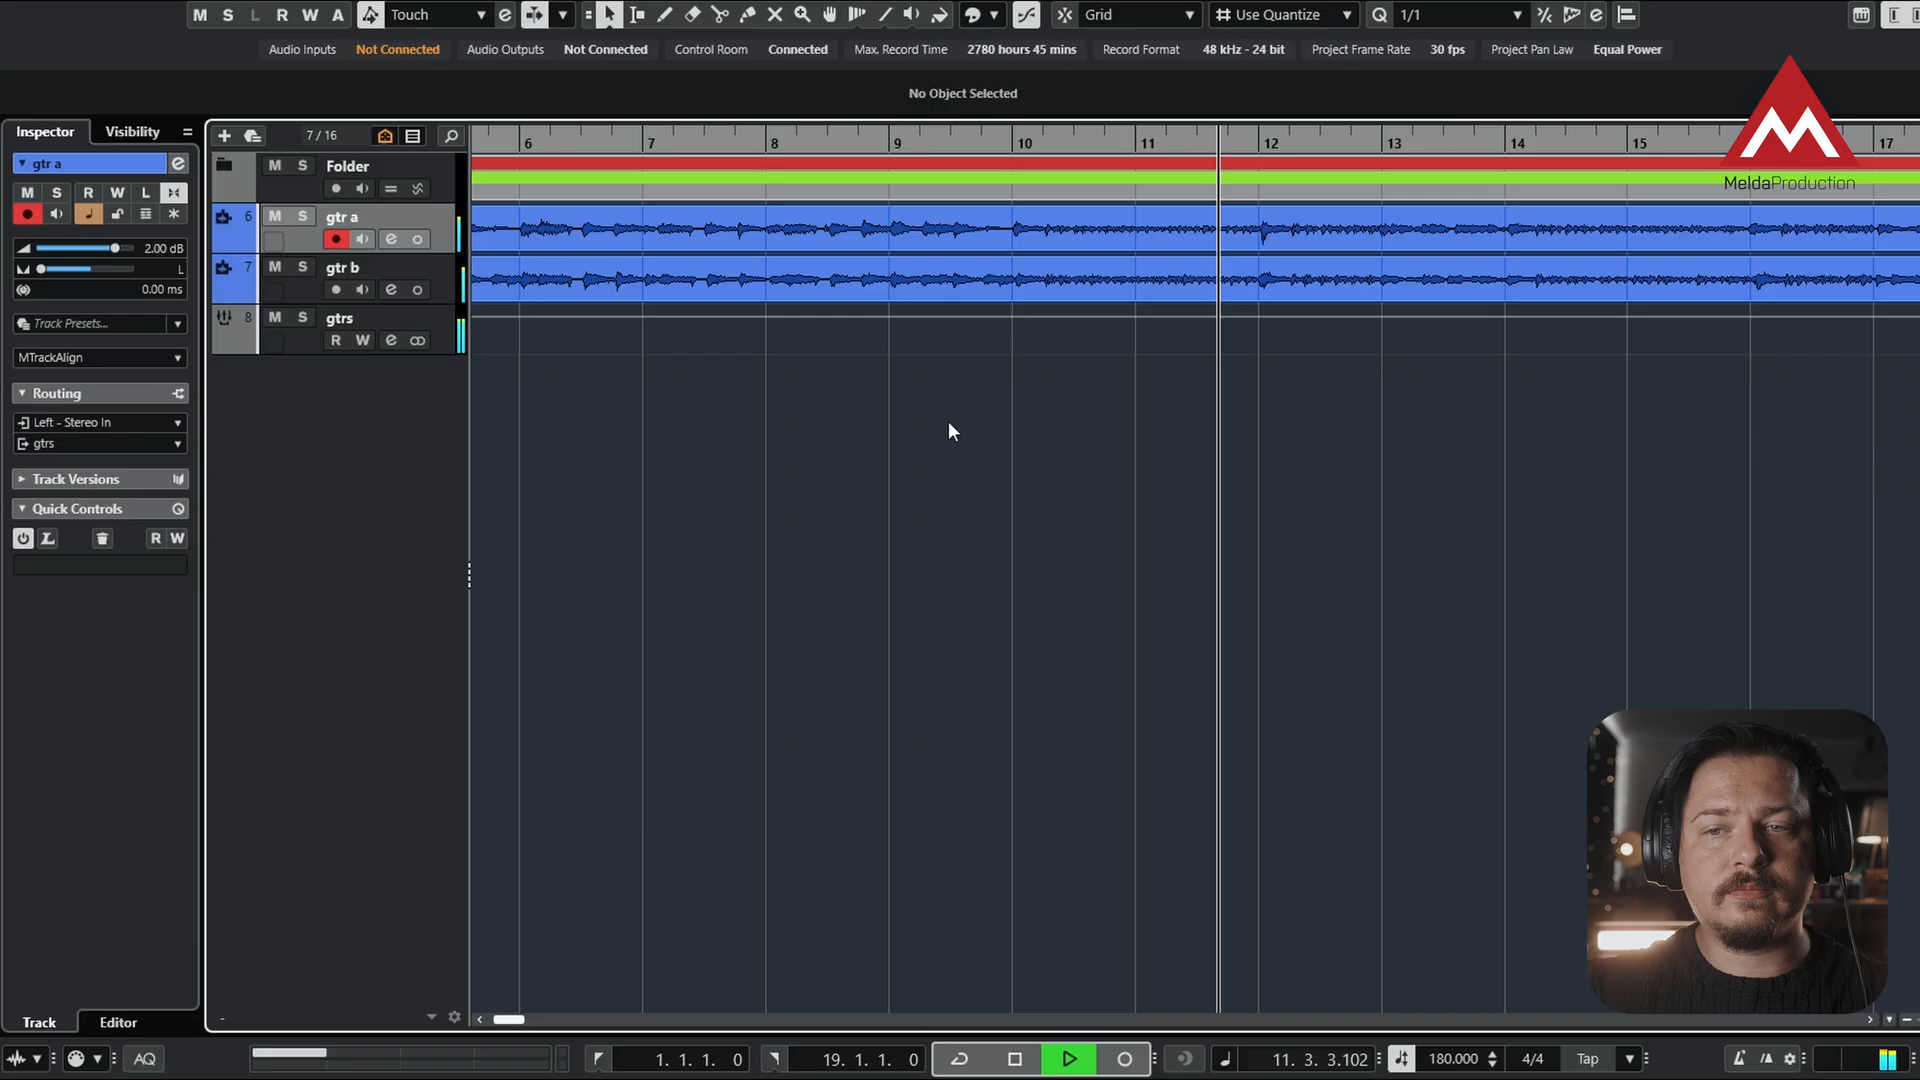 M S L R W A Touch e Grid Use Quantize Q 1/1 e
Audio Inputs Not Connected Audio Outputs Not Connected Control Room Connected Max. Record Time 2780 hours 45 mins Record Format 48 kHz - 24 bit Project Frame Rate 30 fps Project Pan Law Equal Power
No Object Selected
MeldaProduction
Inspector Visibility
7 / 16
6 7 8 9 10 11 12 13 14 15 17
gtr a e
M S R W L
2.00 dB
L
0.00 ms
Track Presets...
MTrackAlign
Routing
Left - Stereo In
gtrs
Track Versions
Quick Controls
R W
M S Folder
6 M S gtr a
e
7 M S gtr b
e
8 M S gtrs
R W e
Track Editor
AQ
1. 1. 1. 0
19. 1. 1. 0
11. 3. 3.102
180.000
4/4
Tap